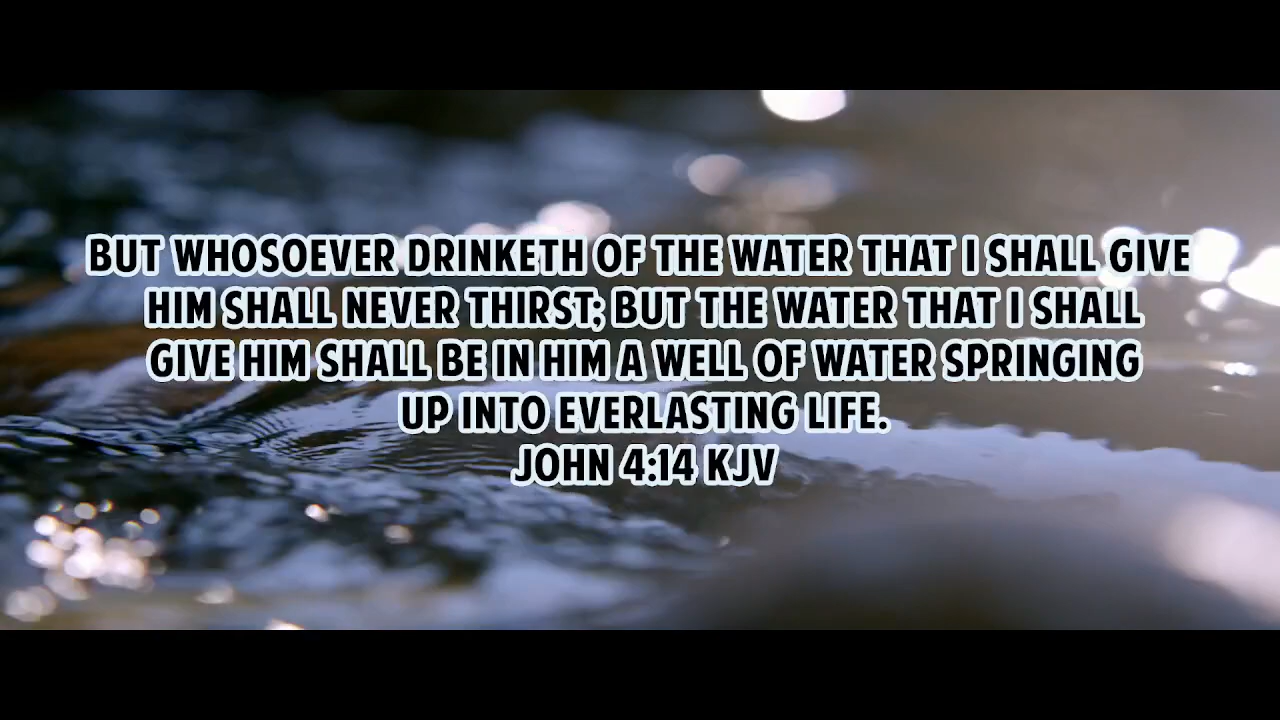 BUT WHOSOEVER DRINKETH OF THE WATER THAT I SHALL GIVE
HIM SHALL NEVER THIRST; BUT THE WATER THAT I SHALL
GIVE HIM SHALL BE IN HIM A WELL OF WATER SPRINGING
UP INTO EVERLASTING LIFE.
JOHN 4:14 KJV